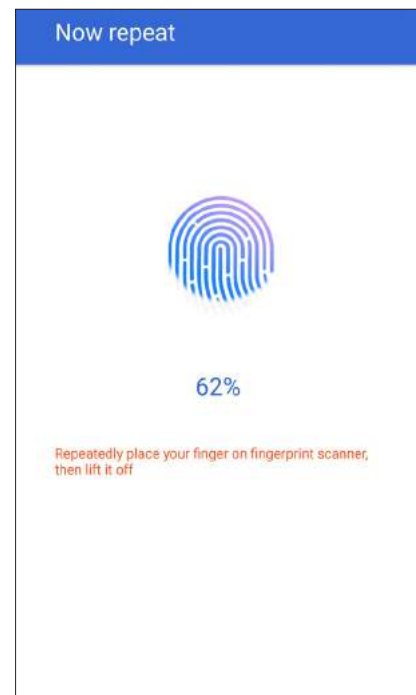 Now repeat
62%
Repeatedly place your finger on fingerprint scanner,
then lift it off